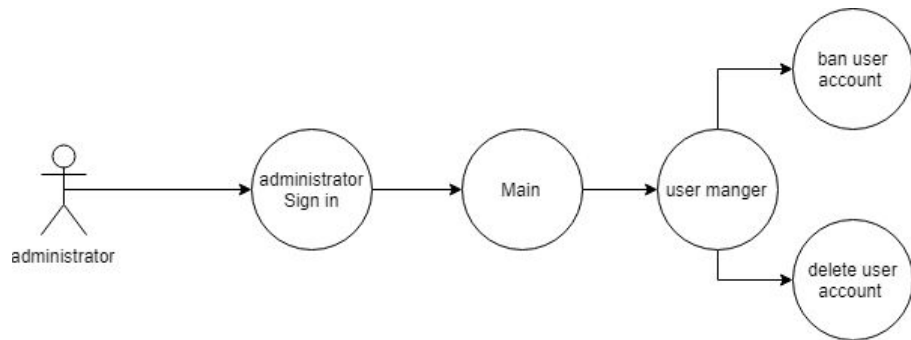 administrator
administrator
Sign in
Main
user manger
ban user
account
delete user
account